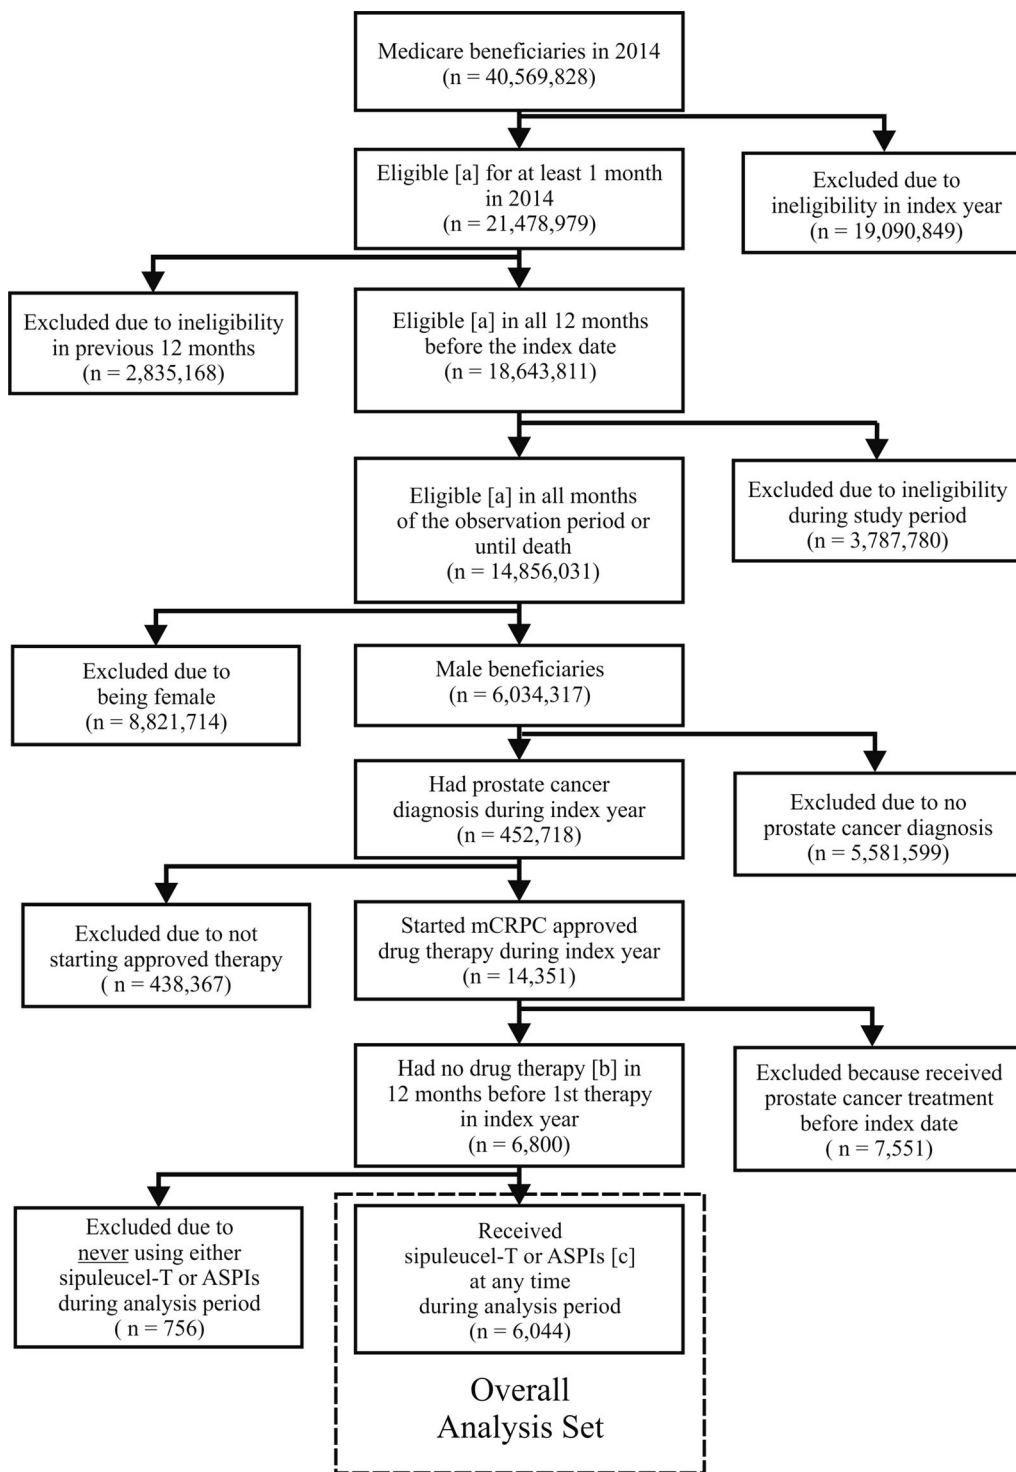 Medicare beneficiaries in 2014
(n = 40,569,828)
Eligible [a] for at least 1 month
in 2014
(n = 21,478,979)
Excluded due to
ineligibility in index year
(n = 19,090,849)
Excluded due to ineligibility
in previous 12 months
(n = 2,835,168)
Eligible [a] in all 12 months
before the index date
(n = 18,643,811)
Eligible [a] in all months
of the observation period or
until death
(n = 14,856,031)
Excluded due to ineligibility
during study period
(n = 3,787,780)
Excluded due to
being female
(n = 8,821,714)
Male beneficiaries
(n = 6,034,317)
Had prostate cancer
diagnosis during index year
(n = 452,718)
Excluded due to no
prostate cancer diagnosis
(n = 5,581,599)
Excluded due to not
starting approved therapy
( n = 438,367)
Started mCRPC approved
drug therapy during index year
(n = 14,351)
Had no drug therapy [b] in
12 months before 1st therapy
in index year
(n = 6,800)
Excluded because received
prostate cancer treatment
before index date
( n = 7,551)
Excluded due to
never using either
sipuleucel-T or ASPIs
during analysis period
( n = 756)
Received
sipuleucel-T or ASPIs [c]
at any time
during analysis period
(n = 6,044)
Overall
Analysis Set